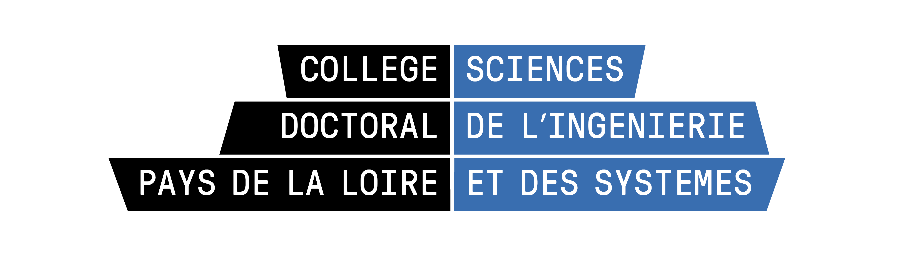 COLLEGE SCIENCES
DOCTORAL DE L'INGENIERIE
PAYS DE LA LOIRE ET DES SYSTEMES